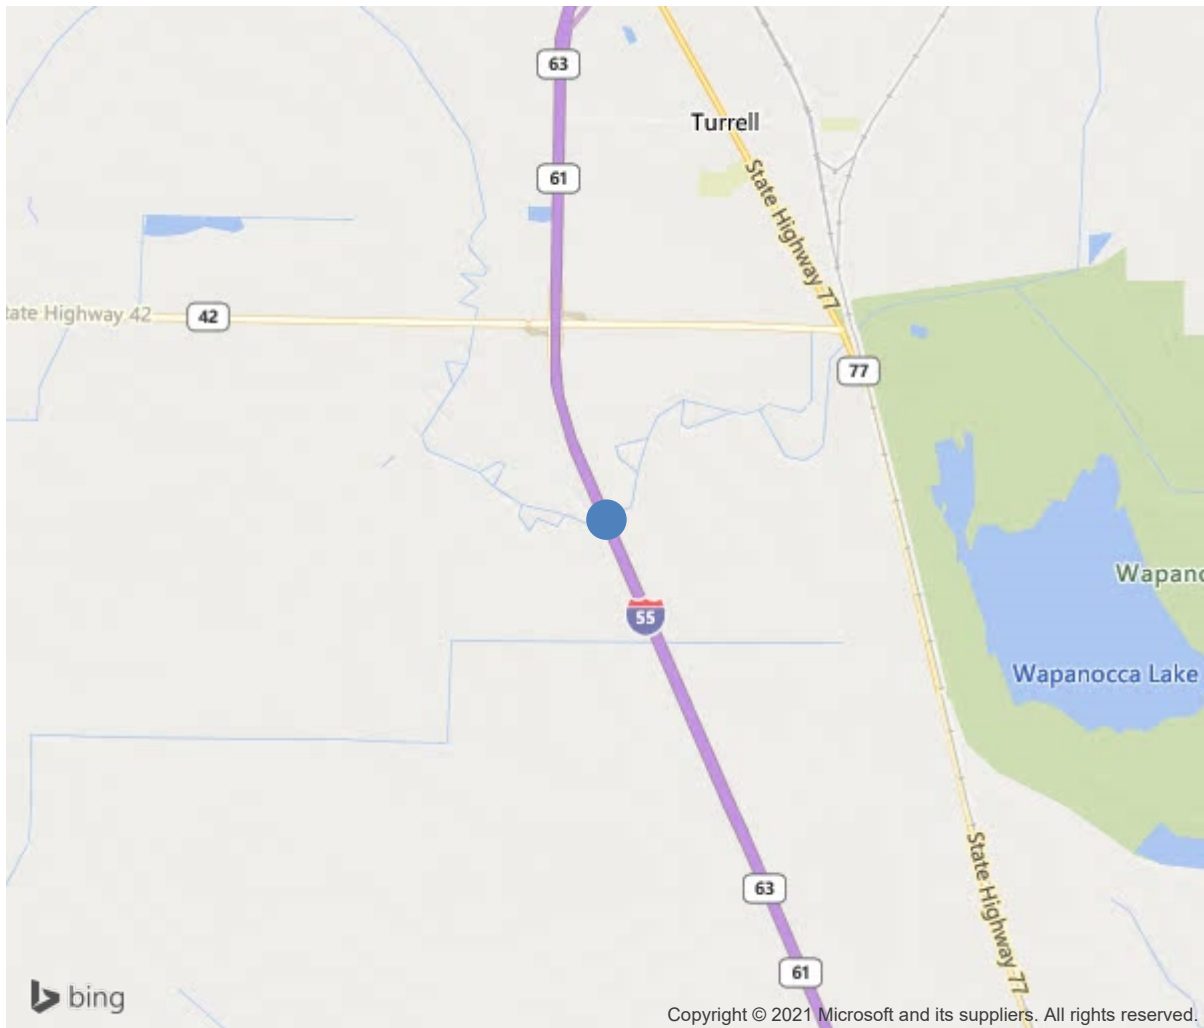 63
Turrell
61
State Highway 77
tate Highway 42
42
77
Wapano
55
Wapanocca Lake
63
State Highway 77
61
bing
Copyright © 2021 Microsoft and its suppliers. All rights reserved.